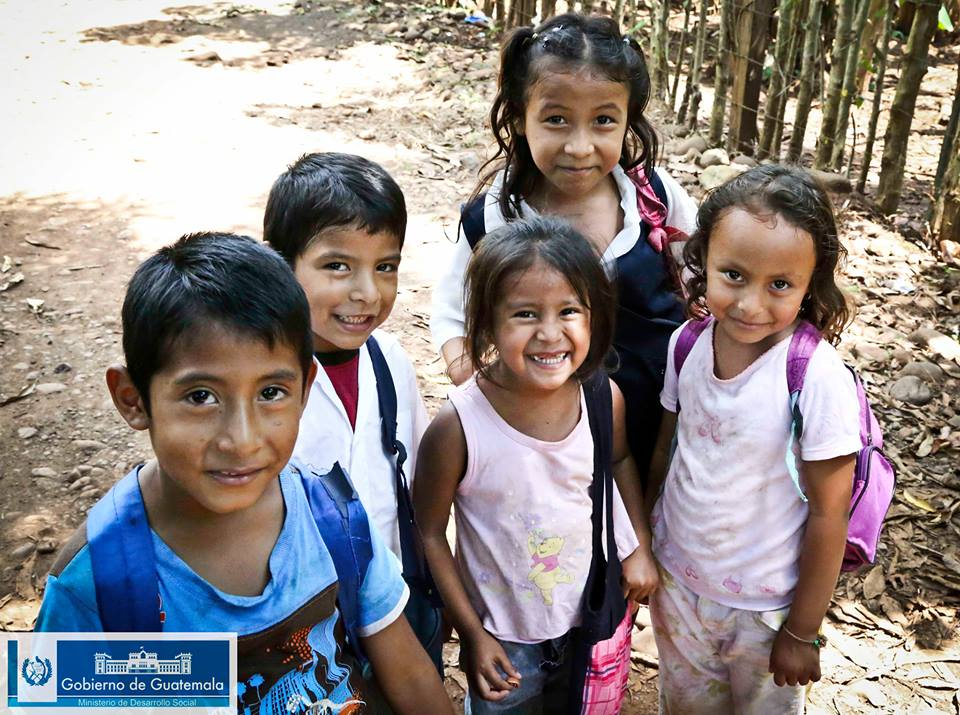 Gobierno de Guatemala
Ministerio de Desarrollo Social